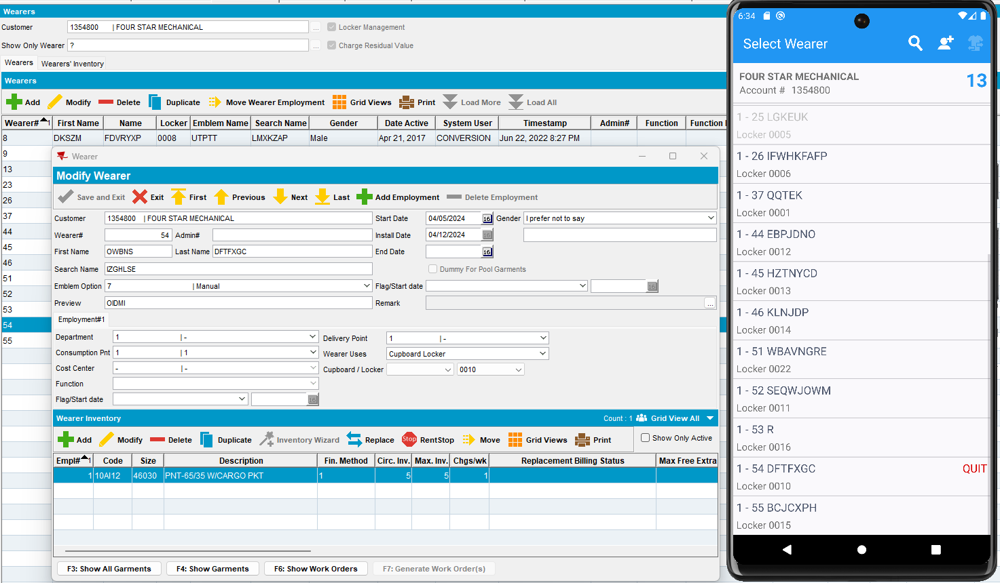 Wearers
Customer 1354800 | FOUR STAR MECHANICAL ... Locker Management
Show Only Wearer ? ... Charge Residual Value
Wearers Wearers' Inventory
Wearers
Add Modify Delete Duplicate Move Wearer Employment Grid Views Print Load More Load All
Wearer# 1 First Name Name Locker Emblem Name Search Name Gender Date Active System User Timestamp Admin# Function Function
8 DKSZM FDVRYXP 0008 UTPTT LMXKZAP Male Apr 21, 2017 CONVERSION Jun 22, 2022 8:27 PM
9
13
23
26
37
44
45
46
51
52
53
54
55
Wearer
Modify Wearer
Save and Exit Exit First Previous Next Last Add Employment Delete Employment
Customer 1354800 | FOUR STAR MECHANICAL Start Date 04/05/2024 16 Gender I prefer not to say
Wearer# 54 Admin# Install Date 04/12/2024 16
First Name OWBNS Last Name DFTFXGC End Date 16
Search Name IZGHLSE Dummy For Pool Garments
Emblem Option 7 | Manual Flag/Start date 16
Preview OIDMI Remark ...
Employment#1
Department 1 | - Delivery Point 1 | -
Consumption Pnt 1 | 1 Wearer Uses Cupboard Locker
Cost Center - | - Cupboard / Locker 0010
Function
Flag/Start date 16
Wearer Inventory Count : 1 Grid View All
Add Modify Delete Duplicate Inventory Wizard Replace Stop RentStop Move Grid Views Print Show Only Active
Empl# 1 Code Size Description Fin. Method Circ. Inv. Max. Inv. Chgs/wk Replacement Billing Status Max Free Extra
1 10AI12 46030 PNT-65/35 W/CARGO PKT 1 5 5 1
F3: Show All Garments F4: Show Garments F6: Show Work Orders F7: Generate Work Order(s)
6:34
Select Wearer
FOUR STAR MECHANICAL 13
Account # 1354800
1 - 25 LGKEUK
Locker 0005
1 - 26 IFWHKFAFP
Locker 0006
1 - 37 QQTEK
Locker 0001
1 - 44 EBPJDNO
Locker 0012
1 - 45 HZTNYCD
Locker 0013
1 - 46 KLNJDP
Locker 0014
1 - 51 WBAVNGRE
Locker 0022
1 - 52 SEQWJOWM
Locker 0011
1 - 53 R
Locker 0016
1 - 54 DFTFXGC QUIT
Locker 0010
1 - 55 BCJCXPH
Locker 0015